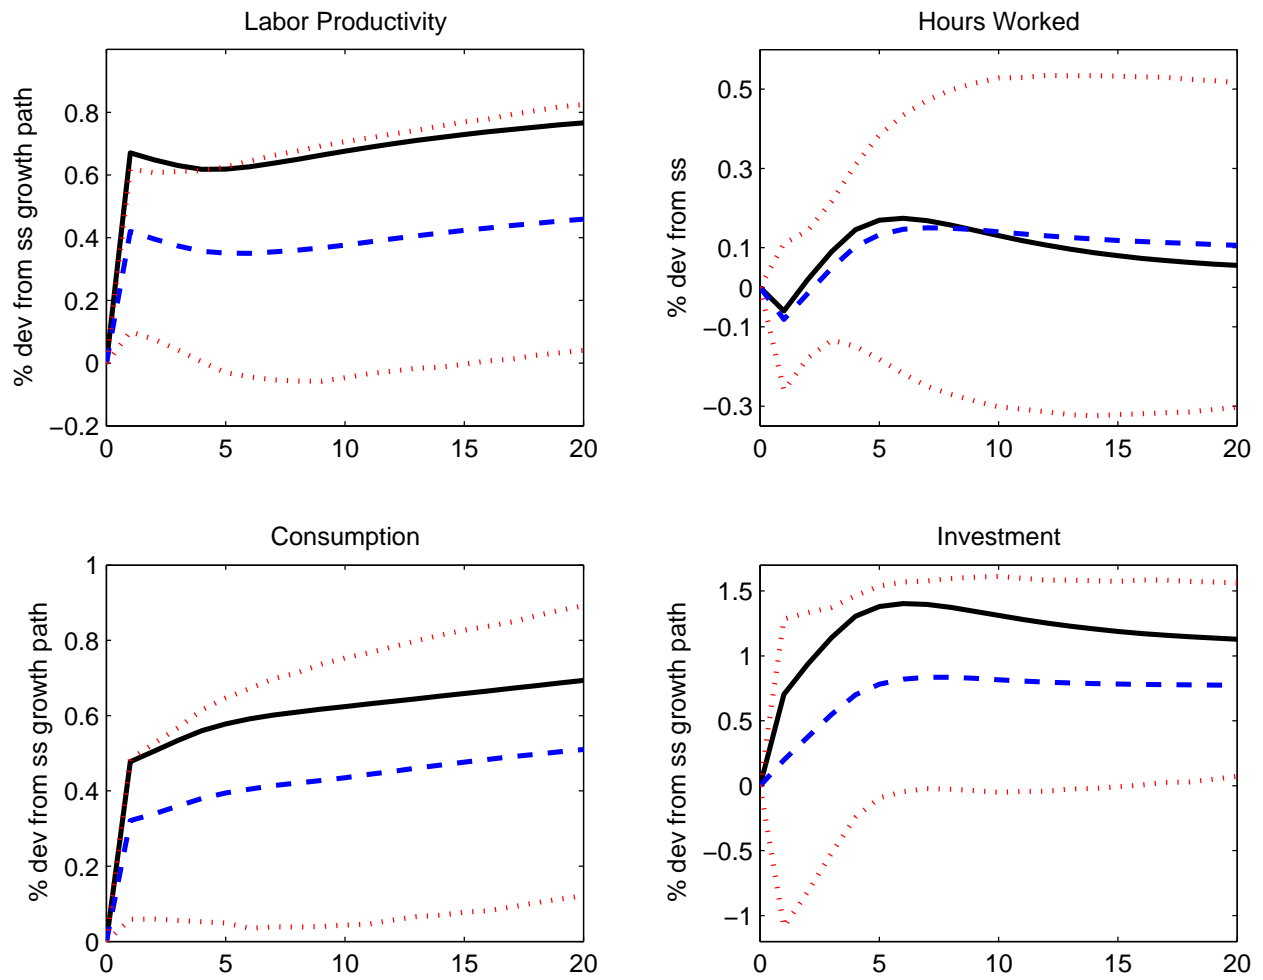 Labor Productivity
% dev from ss growth path
0.8
0.6
0.4
0.2
0
−0.2
0 5 10 15 20
Hours Worked
% dev from ss
0.5
0.3
0.1
0
−0.1
−0.3
0 5 10 15 20
Consumption
% dev from ss growth path
1
0.8
0.6
0.4
0.2
0
0 5 10 15 20
Investment
% dev from ss growth path
1.5
1
0.5
0
−0.5
−1
0 5 10 15 20